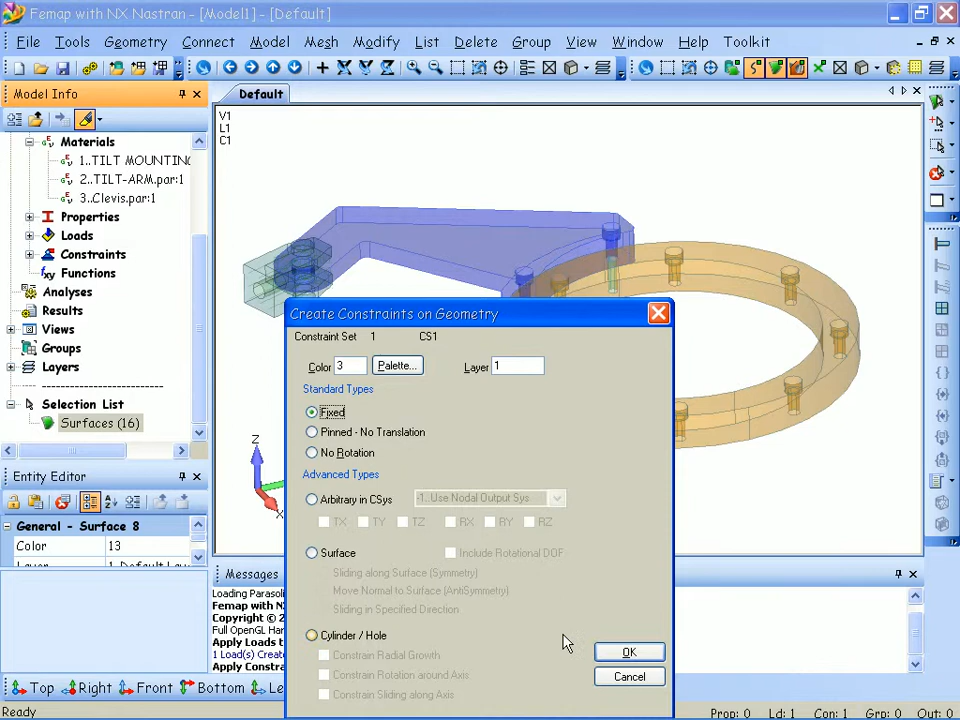 Femap with NX Nastran - [Model1] - [Default]
File Tools Geometry Connect Model Mesh Modify List Delete Group View Window Help Toolkit
Model Info
Default
V1
L1
C1
Materials
1..TILT MOUNTING
2..TILT-ARM.par:1
3..Clevis.par:1
Properties
Loads
Constraints
Functions
Analyses
Results
Views
Groups
Layers
Selection List
Surfaces (16)
Entity Editor
General - Surface 8
Color 13
1..Default Layer
Z
X
Create Constraints on Geometry
Constraint Set 1 CS1
Color 3 Palette... Layer 1
Standard Types
Fixed
Pinned - No Translation
No Rotation
Advanced Types
Arbitrary in CSys -1..Use Nodal Output Sys
TX TY TZ RX RY RZ
Surface Include Rotational DOF
Sliding along Surface (Symmetry)
Move Normal to Surface (AntiSymmetry)
Sliding in Specified Direction
Cylinder / Hole
Constrain Radial Growth
Constrain Rotation around Axis
Constrain Sliding along Axis
OK
Cancel
Messages
Loading Parasoli
Femap with NX
Copyright © 2
Full OpenGL Har
Apply Loads t
1 Load(s) Create
Apply Constra
Top Right Front Bottom Le
Ready
Prop: 0 Ld: 1 Con: 1 Grp: 0 Out: 0